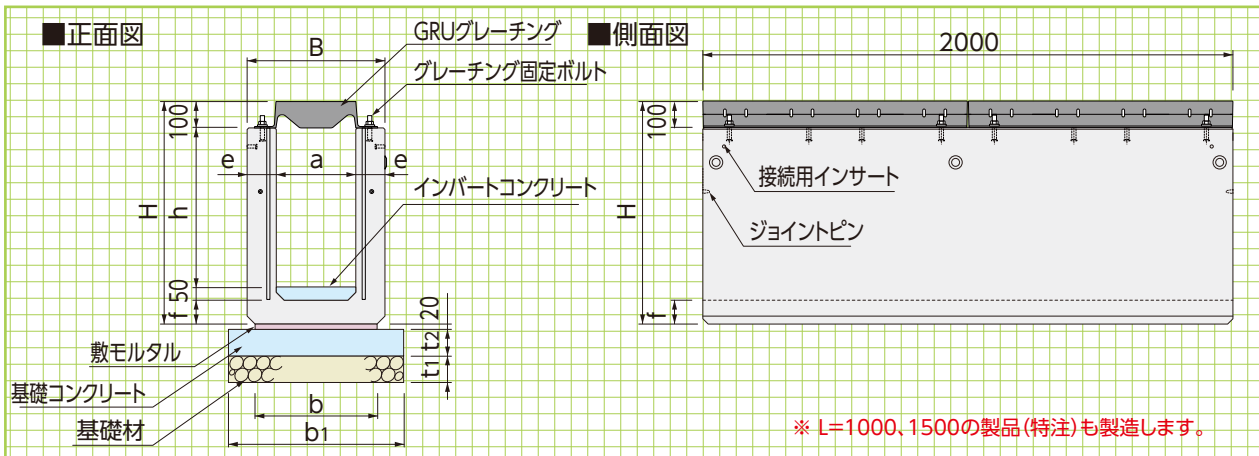 ■正面図
GRUグレーチング
B
グレーチング固定ボルト
100
e
a
e
インバートコンクリート
H
h
50
f
20
t2
t1
敷モルタル
基礎コンクリート
基礎材
b
b1
■側面図
2000
100
H
接続用インサート
ジョイントピン
f
※ L=1000、1500の製品(特注)も製造します。